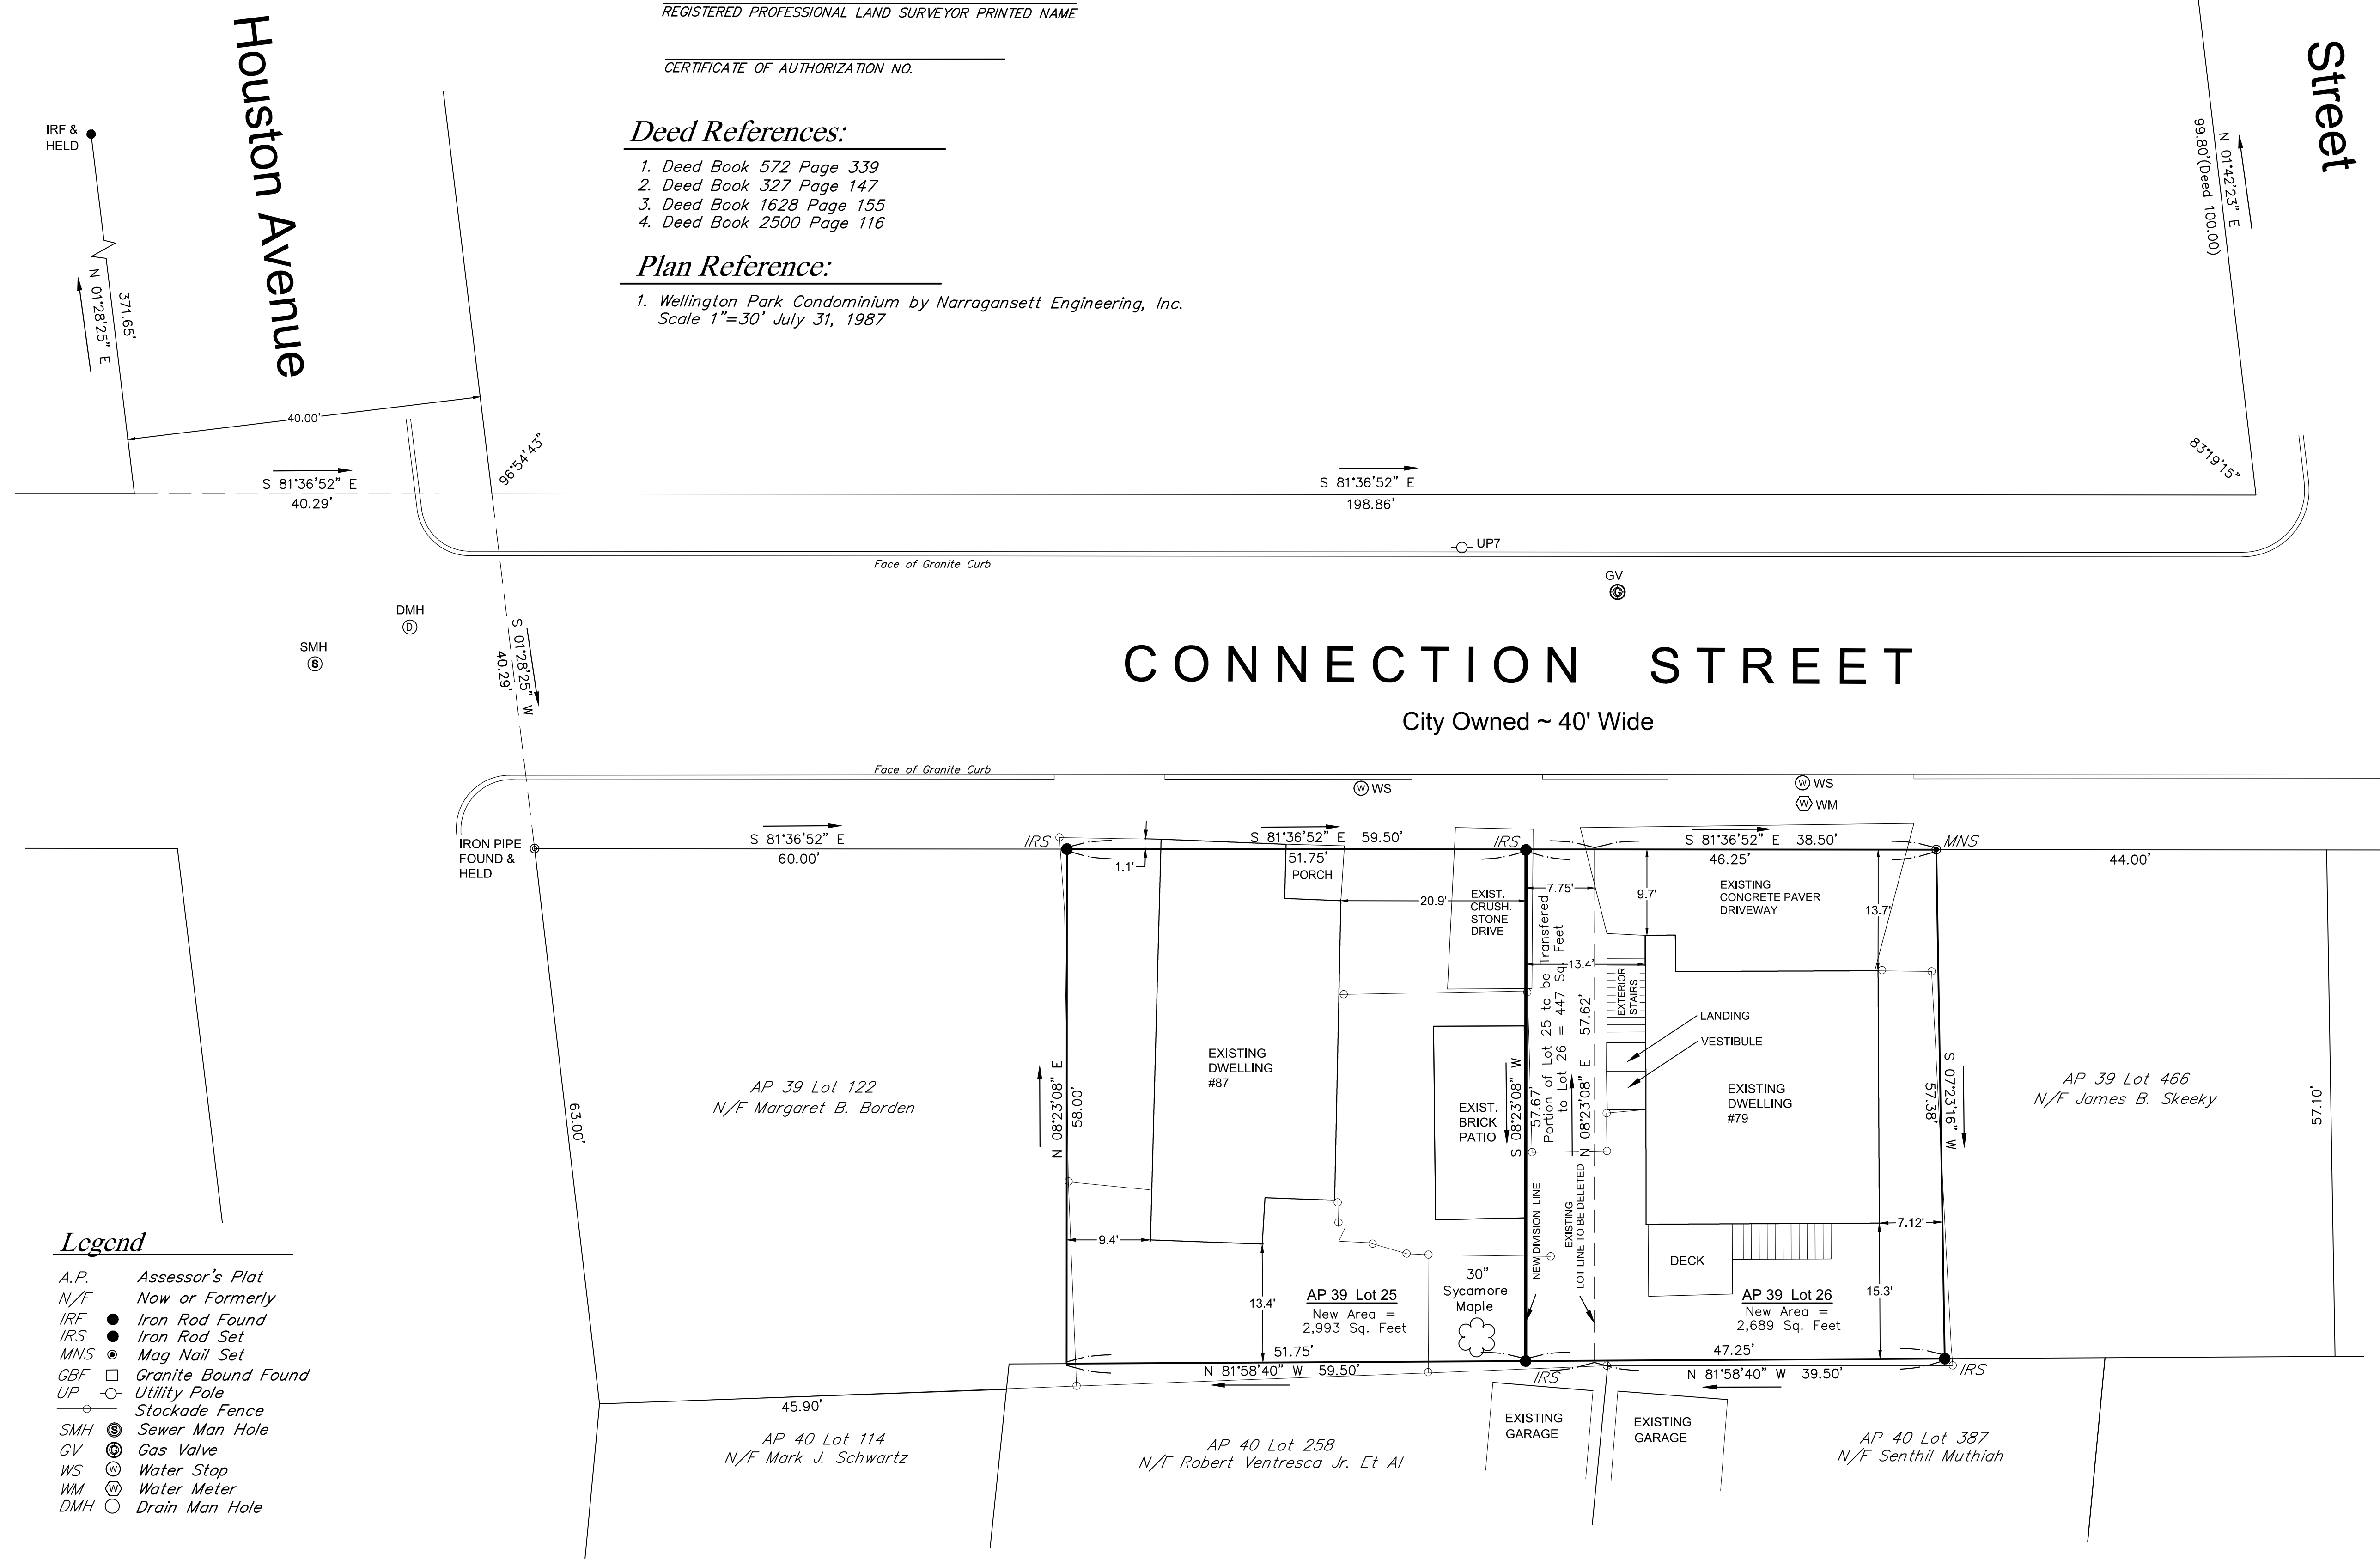 REGISTERED PROFESSIONAL LAND SURVEYOR PRINTED NAME
CERTIFICATE OF AUTHORIZATION NO.
Houston Avenue
Street
IRF &
HELD
Deed References:
1. Deed Book 572 Page 339
2. Deed Book 327 Page 147
3. Deed Book 1628 Page 155
4. Deed Book 2500 Page 116
Plan Reference:
1. Wellington Park Condominium by Narragansett Engineering, Inc.
Scale 1"=30' July 31, 1987
N 01°28'25" E
371.65'
N 01°42'23" E
99.80'(Deed 100.00)
40.00'
96°54'43"
83°19'15"
S 81°36'52" E
40.29'
S 81°36'52" E
198.86'
UP7
Face of Granite Curb
GV
G
DMH
D
SMH
S
S 01°28'25" W
40.29'
CONNECTION STREET
City Owned ~ 40' Wide
Face of Granite Curb
W WS
W WS
W WM
IRON PIPE
FOUND &
HELD
S 81°36'52" E
60.00'
IRS
1.1'
S 81°36'52" E 59.50'
51.75'
PORCH
IRS
S 81°36'52" E 38.50'
46.25'
MNS
44.00'
20.9'
EXIST.
CRUSH.
STONE
DRIVE
7.75'
9.7'
EXISTING
CONCRETE PAVER
DRIVEWAY
13.7'
13.4'
EXTERIOR
STAIRS
Portion of Lot 25 to be Transferred
to Lot 26 = 447 Sq. Feet
LANDING
VESTIBULE
EXISTING
DWELLING
#87
EXISTING
DWELLING
#79
EXIST.
BRICK
PATIO
AP 39 Lot 122
N/F Margaret B. Borden
63.00'
N 08°23'08" E
58.00'
S 08°23'08" W
57.67'
N 08°23'08" E 57.62'
S 07°23'16" W
57.38'
AP 39 Lot 466
N/F James B. Skeeky
57.10'
NEW DIVISION LINE
EXISTING
LOT LINE TO BE DELETED
9.4'
7.12'
DECK
13.4'
15.3'
AP 39 Lot 25
New Area =
2,993 Sq. Feet
30"
Sycamore
Maple
AP 39 Lot 26
New Area =
2,689 Sq. Feet
51.75'
N 81°58'40" W 59.50'
IRS
47.25'
N 81°58'40" W 39.50'
IRS
45.90'
AP 40 Lot 114
N/F Mark J. Schwartz
AP 40 Lot 258
N/F Robert Ventresca Jr. Et Al
EXISTING
GARAGE
EXISTING
GARAGE
AP 40 Lot 387
N/F Senthil Muthiah
Legend
A.P. Assessor's Plat
N/F Now or Formerly
IRF Iron Rod Found
IRS Iron Rod Set
MNS Mag Nail Set
GBF Granite Bound Found
UP Utility Pole
Stockade Fence
SMH S Sewer Man Hole
GV G Gas Valve
WS W Water Stop
WM W Water Meter
DMH Drain Man Hole